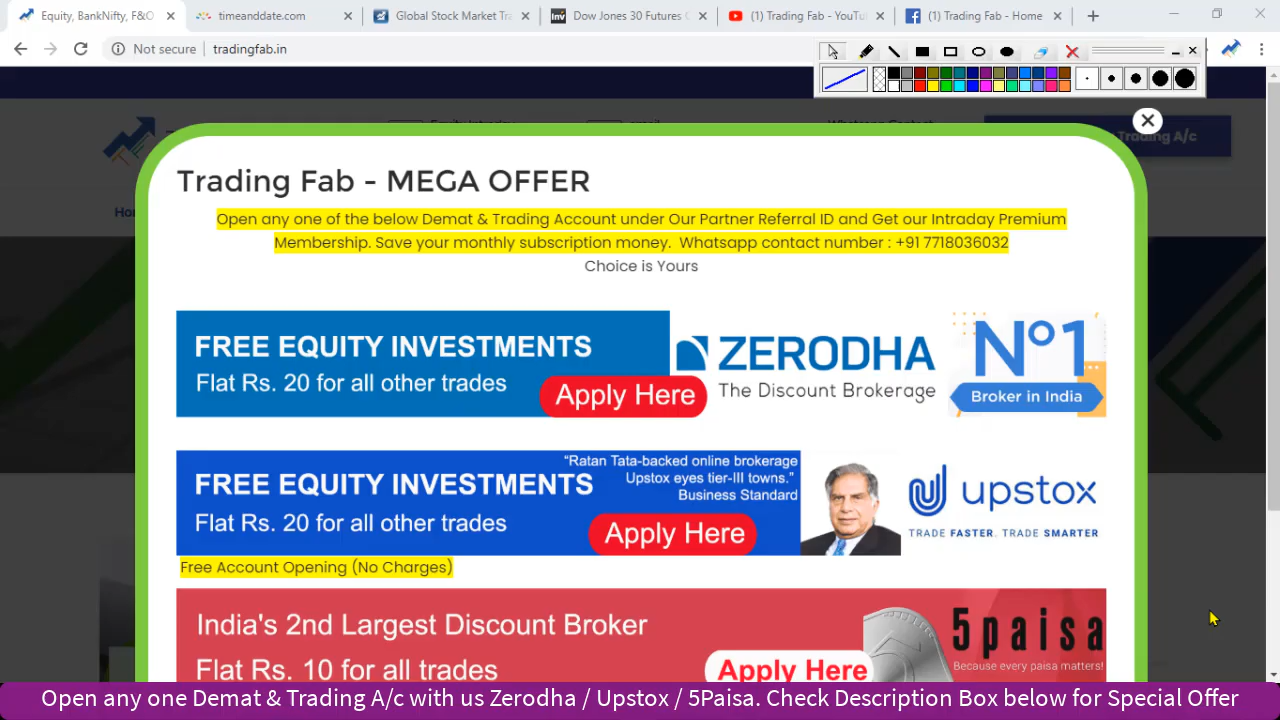 Equity, BankNifty, F&O
timeanddate.com
Global Stock Market Tra
Dow Jones 30 Futures C
(1) Trading Fab - YouTu
(1) Trading Fab - Home
Not secure
tradingfab.in
Equity Intraday
email
Whatsapp Contact
Trading A/c
Trading Fab - MEGA OFFER
Open any one of the below Demat & Trading Account under Our Partner Referral ID and Get our Intraday Premium
Membership. Save your monthly subscription money. Whatsapp contact number : +91 7718036032
Choice is Yours
FREE EQUITY INVESTMENTS
Flat Rs. 20 for all other trades
Apply Here
ZERODHA
The Discount Brokerage
Nº1
Broker in India
FREE EQUITY INVESTMENTS
Flat Rs. 20 for all other trades
“Ratan Tata-backed online brokerage
Upstox eyes tier-III towns.”
Business Standard
Apply Here
upstox
TRADE FASTER. TRADE SMARTER
Free Account Opening (No Charges)
India's 2nd Largest Discount Broker
Flat Rs. 10 for all trades
Apply Here
5paisa
Because every paisa matters!
Open any one Demat & Trading A/c with us Zerodha / Upstox / 5Paisa. Check Description Box below for Special Offer